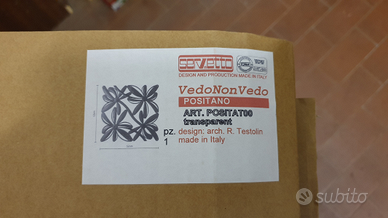 servetto
DESIGN AND PRODUCTION MADE IN ITALY
VedoNonVedo
POSITANO
ART. POSITAT00
transparent
pz. design: arch. R. Testolin
1 made in Italy
subito